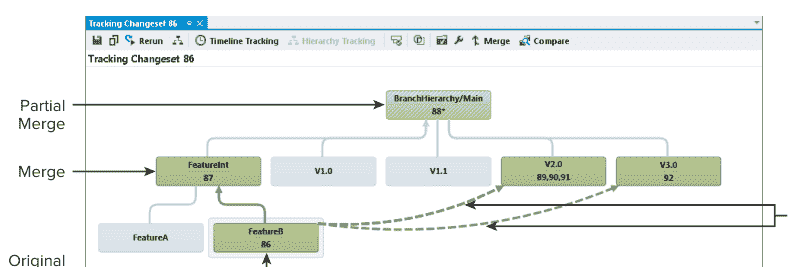 Tracking Changeset 86
Rerun Timeline Tracking Hierarchy Tracking Merge Compare
Tracking Changeset 86
Partial
Merge
BranchHierarchy/Main
88*
Merge
FeatureInt
87
V1.0
V1.1
V2.0
89,90,91
V3.0
92
FeatureA
FeatureB
86
Original